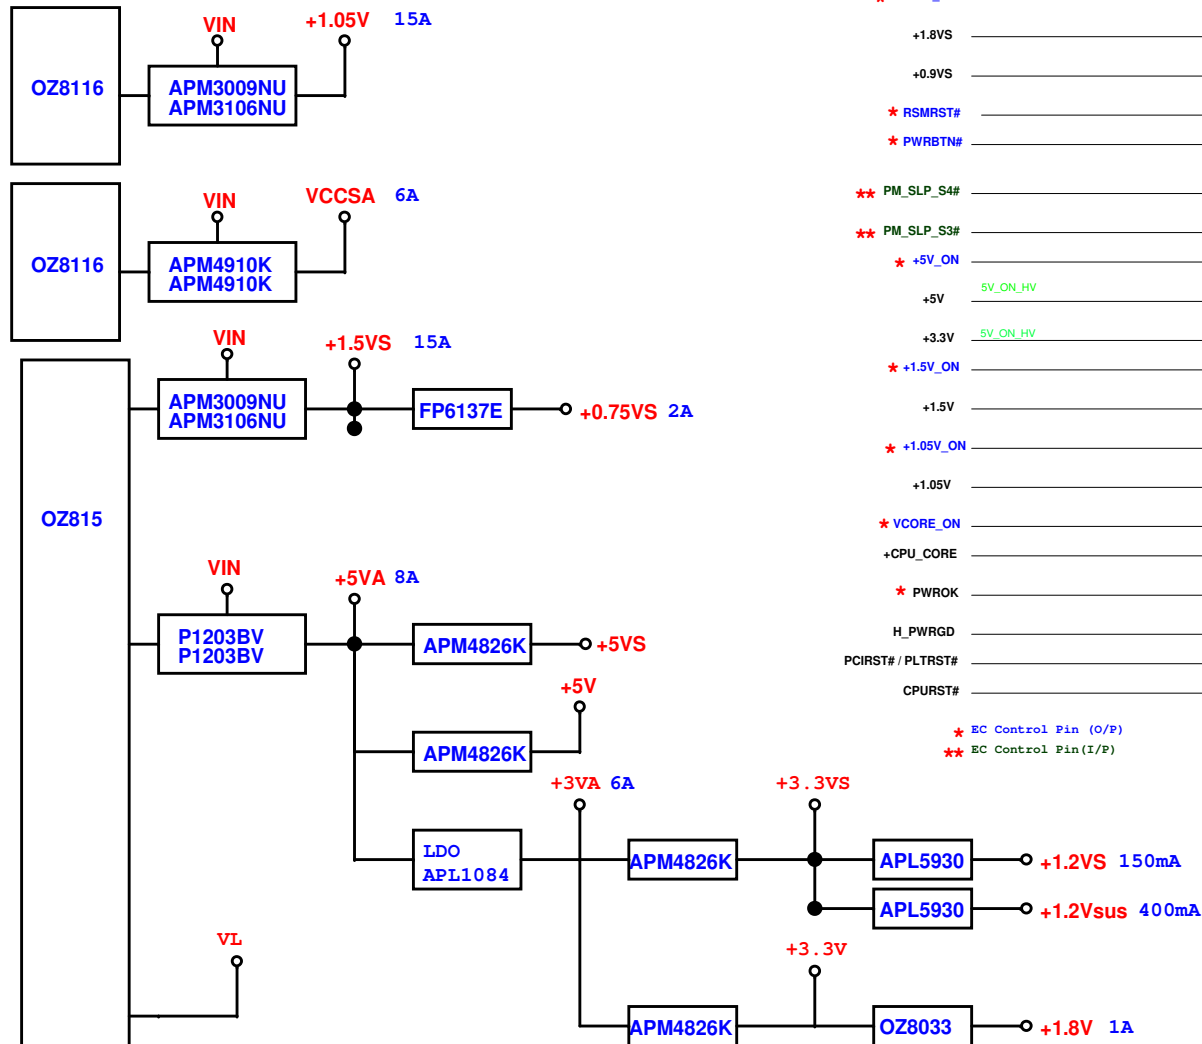 +1.05V 15A
VIN
OZ8116
APM3009NU
APM3106NU
VCCSA 6A
VIN
OZ8116
APM4910K
APM4910K
VIN
+1.5VS 15A
APM3009NU
APM3106NU
FP6137E
+0.75VS 2A
OZ815
VIN
+5VA 8A
P1203BV
P1203BV
APM4826K
+5VS
+5V
APM4826K
+3VA 6A
+3.3VS
LDO
APL1084
APM4826K
APL5930
+1.2VS 150mA
APL5930
+1.2Vsus 400mA
VL
+3.3V
APM4826K
OZ8033
+1.8V 1A
+1.8VS
+0.9VS
* RSMRST#
* PWRBTN#
** PM_SLP_S4#
** PM_SLP_S3#
* +5V_ON
+5V 5V_ON_HV
+3.3V 5V_ON_HV
* +1.5V_ON
+1.5V
* +1.05V_ON
+1.05V
* VCORE_ON
+CPU_CORE
* PWROK
H_PWRGD
PCIRST# / PLTRST#
CPURST#
* EC Control Pin (O/P)
** EC Control Pin(I/P)